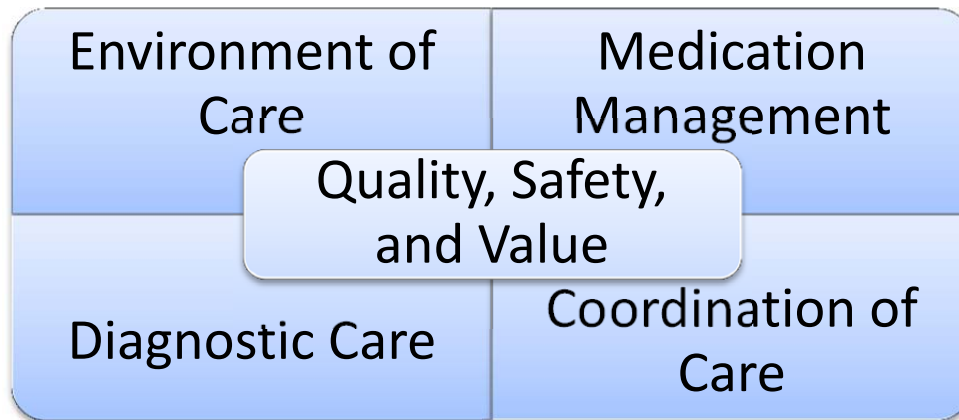 Environment of
Care
Medication
Management
Quality, Safety,
and Value
Diagnostic Care
Coordination of
Care